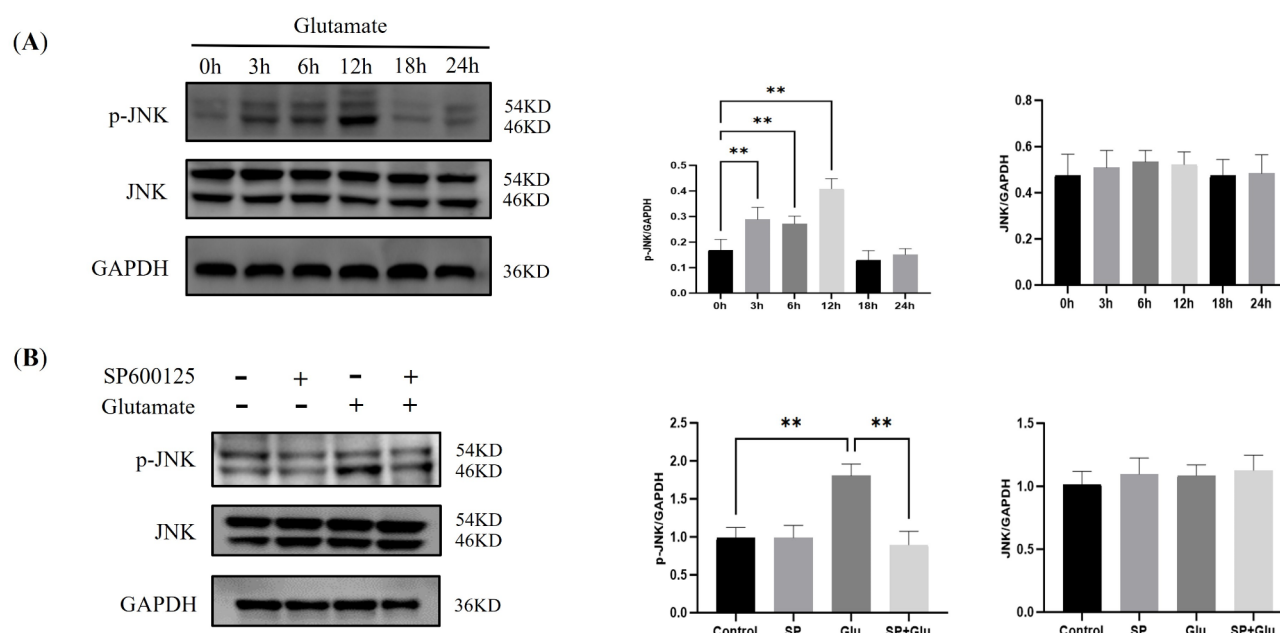 (A)
Glutamate
0h 3h 6h 12h 18h 24h
p-JNK
54KD
46KD
JNK
54KD
46KD
GAPDH
36KD
p-JNK/GAPDH
0.5
0.4
0.3
0.2
0.1
0.0
**
**
**
0h 3h 6h 12h 18h 24h
JNK/GAPDH
0.8
0.6
0.4
0.2
0.0
0h 3h 6h 12h 18h 24h
(B)
SP600125 - + - +
Glutamate - - + +
p-JNK
54KD
46KD
JNK
54KD
46KD
GAPDH
36KD
p-JNK/GAPDH
2.5
2.0
1.5
1.0
0.5
0.0
** **
Control SP Glu SP+Glu
JNK/GAPDH
1.5
1.0
0.5
0.0
Control SP Glu SP+Glu